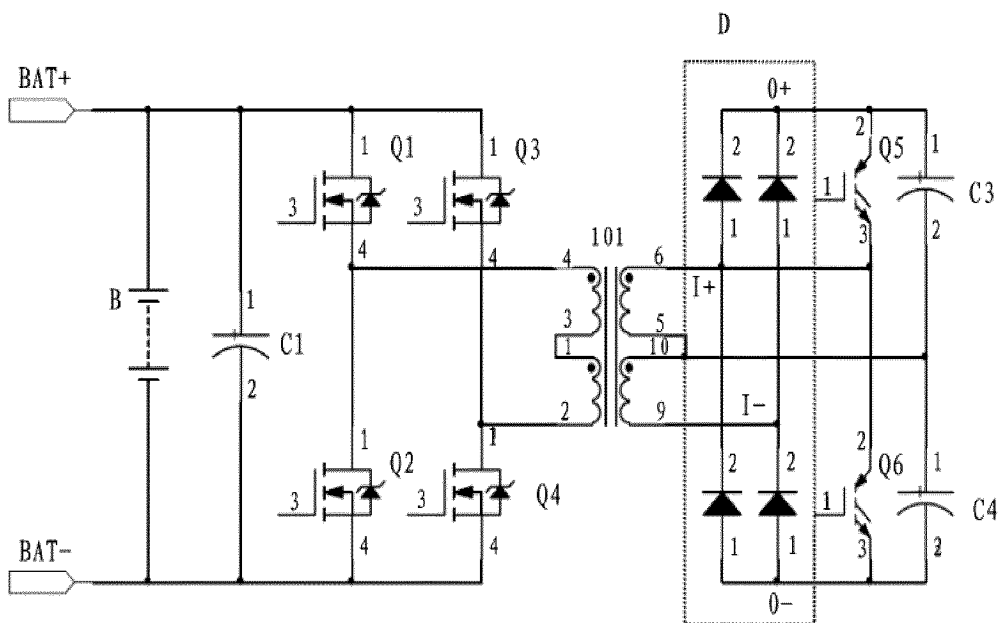 D
BAT+
0+
1 Q1 1 Q3
2 2 2 Q5 1
3 3
1
C3
1 1 3 2
4 4
101
4 6
I+
B
1
C1
2
3 5
1 10
2 9
I-
1 Q2 1
2 2 2 Q6 1
3 3 Q4
1
C4
4 4
1 1 3 2
BAT-
0-